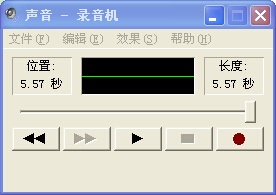 声音 - 录音机
文件(F) 编辑(E) 效果(S) 帮助(H)
位置:
5.57 秒
长度:
5.57 秒